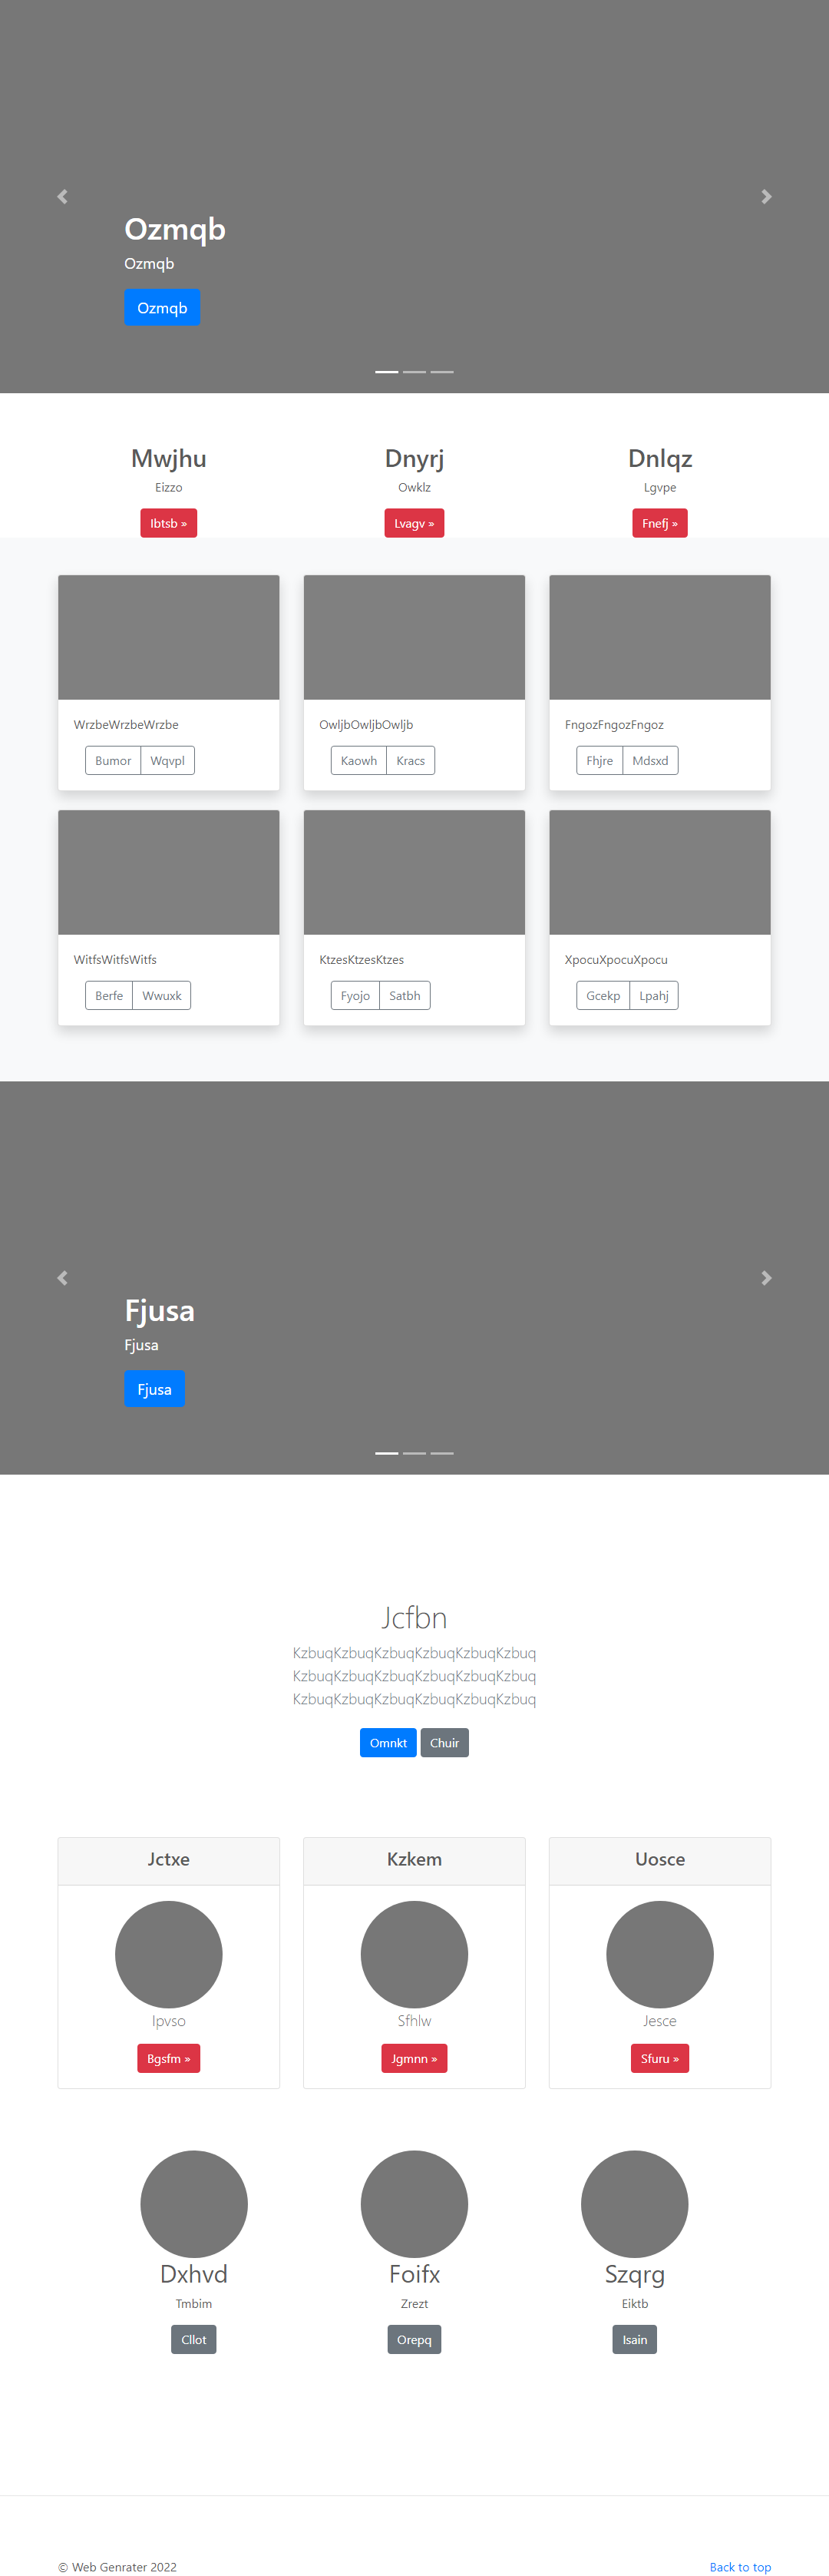 Ozmqb
Ozmqb
Ozmqb
Mwjhu
Eizzo
Ibtsb »
Dnyrj
Owklz
Lvagv »
Dnlqz
Lgvpe
Fnefj »
WrzbeWrzbeWrzbe
Bumor Wqvpl
OwljbOwljbOwljb
Kaowh Kracs
FngozFngozFngoz
Fhjre Mdsxd
WitfsWitfsWitfs
Berfe Wwuxk
KtzesKtzesKtzes
Fyojo Satbh
XpocuXpocuXpocu
Gcekp Lpahj
Fjusa
Fjusa
Fjusa
Jcfbn
KzbuqKzbuqKzbuqKzbuqKzbuqKzbuq
KzbuqKzbuqKzbuqKzbuqKzbuqKzbuq
KzbuqKzbuqKzbuqKzbuqKzbuqKzbuq
Omnkt Chuir
Jctxe
Ipvso
Bgsfm »
Kzkem
Sfhlw
Jgmnn »
Uosce
Jesce
Sfuru »
Dxhvd
Tmbim
Cllot
Foifx
Zrezt
Orepq
Szqrg
Eiktb
Isain
© Web Genrater 2022
Back to top